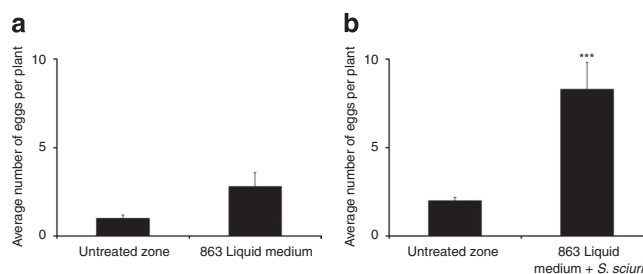 a
Average number of eggs per plant
10
5
0
Untreated zone
863 Liquid medium
b
Average number of eggs per plant
10
5
0
***
Untreated zone
863 Liquid
medium + S. sciuri